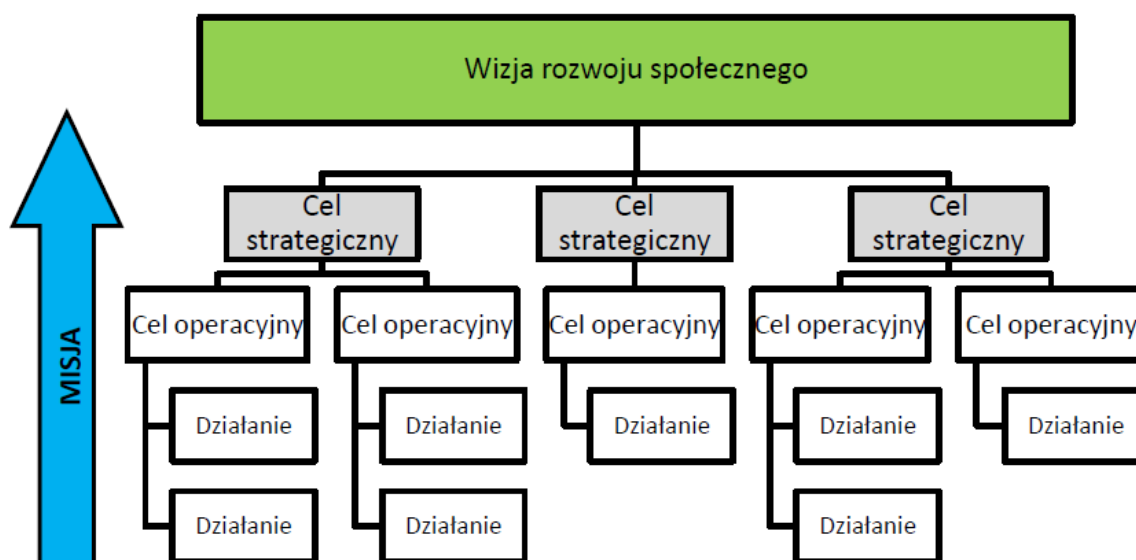 Wizja rozwoju społecznego
Cel
strategiczny
Cel
strategiczny
Cel
strategiczny
Cel operacyjny
Cel operacyjny
Cel operacyjny
Cel operacyjny
Cel operacyjny
MISJA
Działanie
Działanie
Działanie
Działanie
Działanie
Działanie
Działanie
Działanie